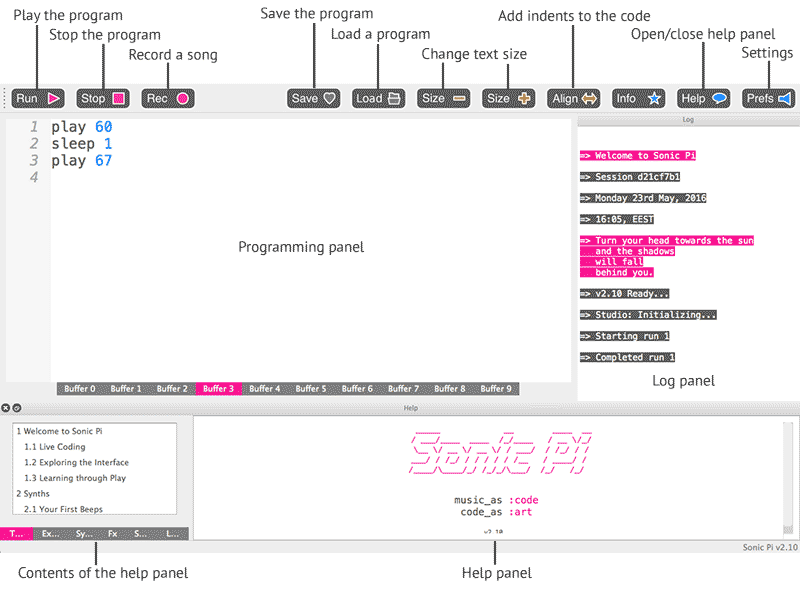 Play the program
Stop the program
Record a song
Save the program
Load a program
Change text size
Add indents to the code
Open/close help panel
Settings
Run
Stop
Rec
Save
Load
Size
Size
Align
Info
Help
Prefs
1 play 60
2 sleep 1
3 play 67
4
Programming panel
Log
=> Welcome to Sonic Pi
=> Session d21cf7b1
=> Monday 23rd May, 2016
=> 16:05, EEST
=> Turn your head towards the sun
and the shadows
will fall
behind you.
=> v2.10 Ready...
=> Studio: Initializing...
=> Starting run 1
=> Completed run 1
Log panel
Buffer 0 Buffer 1 Buffer 2 Buffer 3 Buffer 4 Buffer 5 Buffer 6 Buffer 7 Buffer 8 Buffer 9
Help
1 Welcome to Sonic Pi
1.1 Live Coding
1.2 Exploring the Interface
1.3 Learning through Play
2 Synths
2.1 Your First Beeps
T... Ex... Sy... Fx S... L...
Sonic Pi
music_as :code
code_as :art
v2.10
Sonic Pi v2.10
Contents of the help panel
Help panel